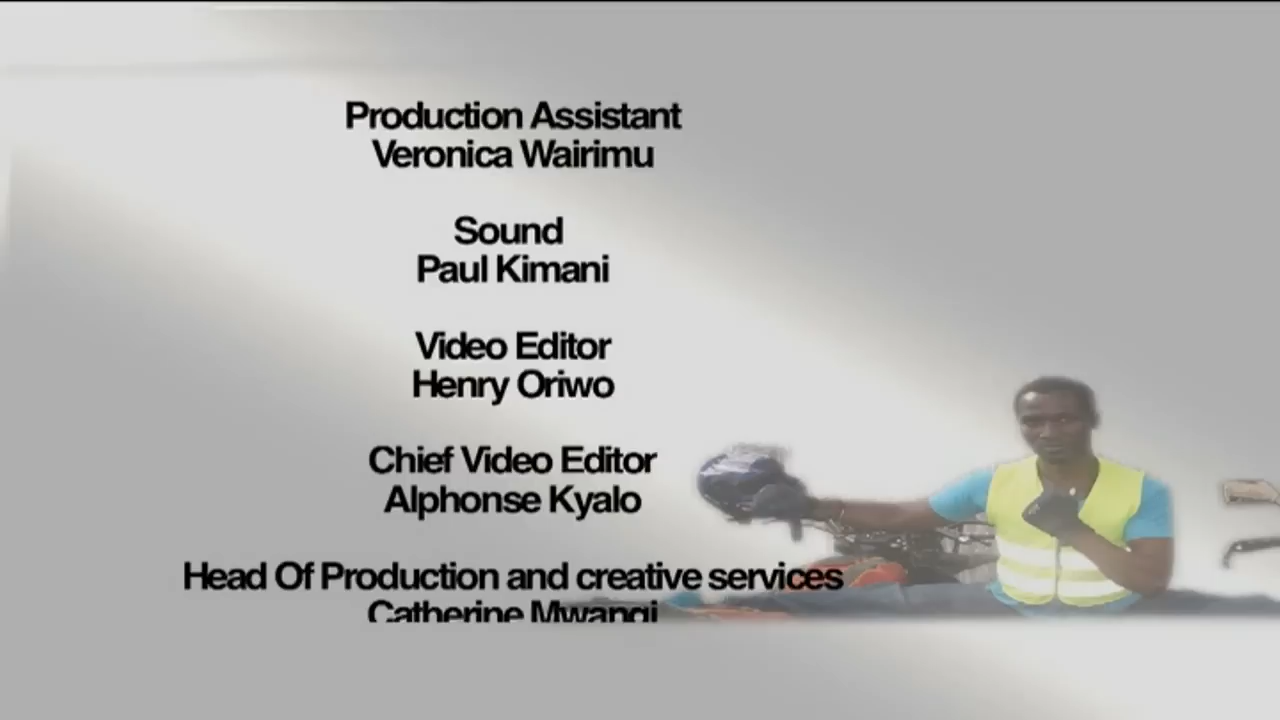 Production Assistant
Veronica Wairimu
Sound
Paul Kimani
Video Editor
Henry Oriwo
Chief Video Editor
Alphonse Kyalo
Head Of Production and creative services
Catherine Mwangi